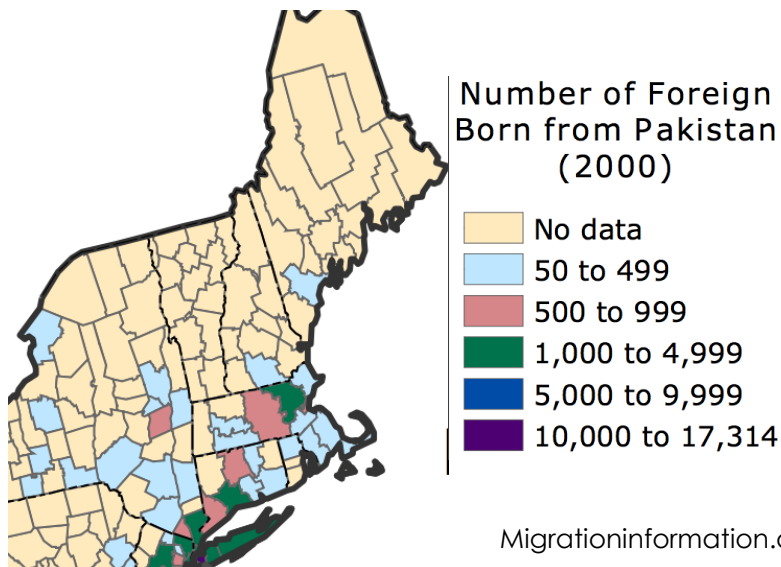 Number of Foreign
Born from Pakistan
(2000)
No data
50 to 499
500 to 999
1,000 to 4,999
5,000 to 9,999
10,000 to 17,314